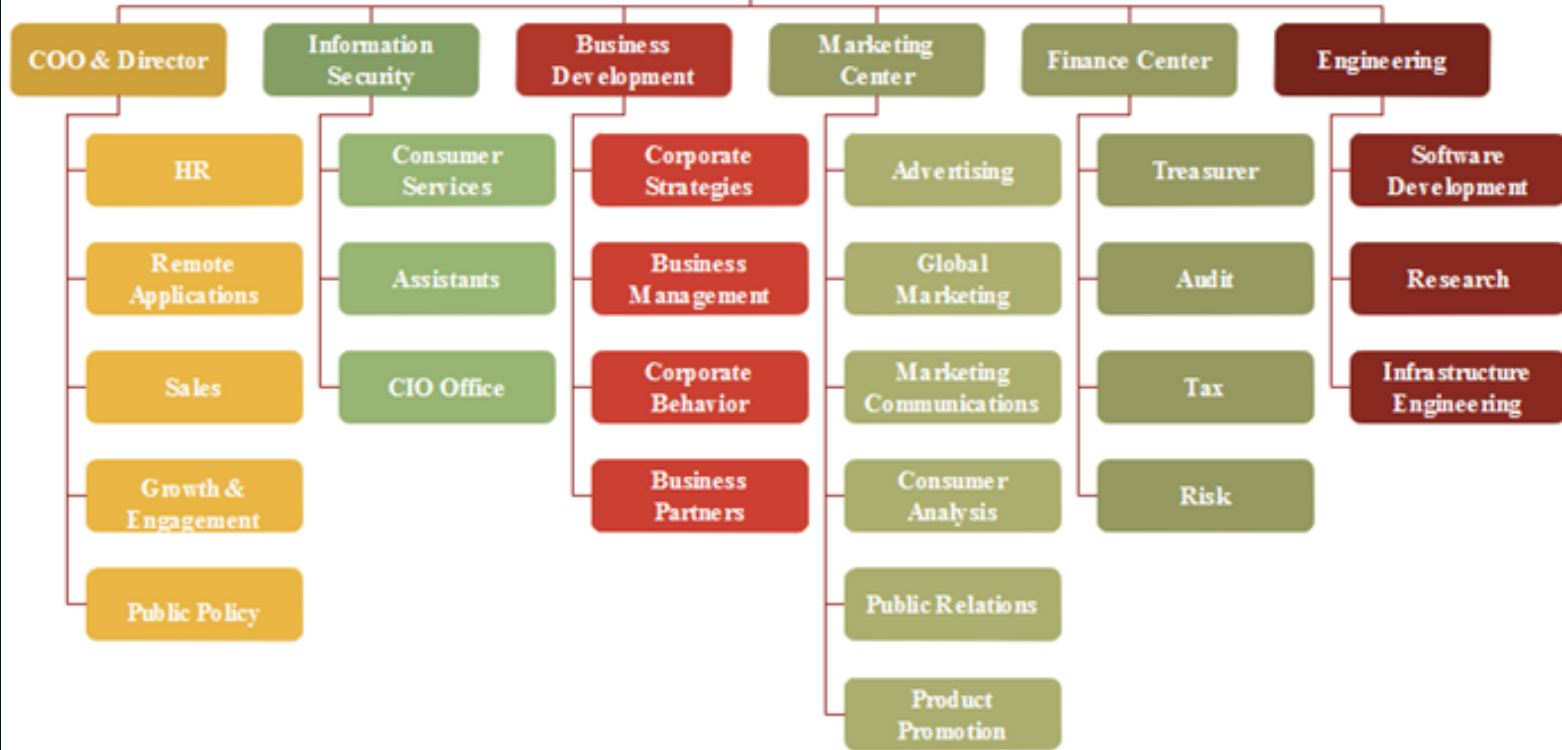 COO & Director
Information
Security
Business
Development
Marketing
Center
Finance Center
Engineering
HR
Remote
Applications
Sales
Growth &
Engagement
Public Policy
Consumer
Services
Assistants
CIO Office
Corporate
Strategies
Business
Management
Corporate
Behavior
Business
Partners
Advertising
Global
Marketing
Marketing
Communications
Consumer
Analysis
Public Relations
Product
Promotion
Treasurer
Audit
Tax
Risk
Software
Development
Research
Infrastructure
Engineering